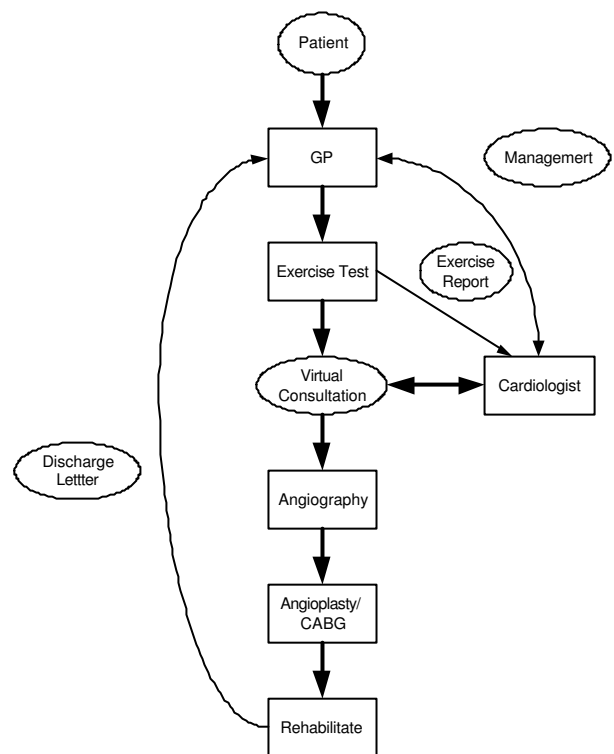 Patient
GP
Managemert
Exercise Test
Exercise
Report
Virtual
Consultation
Cardiologist
Discharge
Lettter
Angiography
Angioplasty/
CABG
Rehabilitate